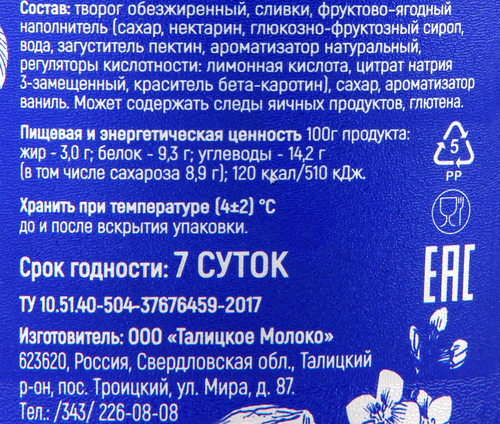 Состав: творог обезжиренный, сливки, фруктово-ягодный
наполнитель (сахар, нектарин, глюкозно-фруктозный сироп,
вода, загуститель пектин, ароматизатор натуральный,
регуляторы кислотности: лимонная кислота, цитрат натрия
3-замещенный, краситель бета-каротин), сахар, ароматизатор
ваниль. Может содержать следы яичных продуктов, глютена.
Пищевая и энергетическая ценность 100г продукта:
жир - 3,0 г; белок - 9,3 г; углеводы - 14,2 г
(в том числе сахароза 8,9 г); 120 ккал/510 кДж.
5
PP
Хранить при температуре (4±2) °С
до и после вскрытия упаковки.
Срок годности: 7 СУТОК
EAC
ТУ 10.51.40-504-37676459-2017
Изготовитель: ООО «Талицкое Молоко»
623620, Россия, Свердловская обл., Талицкий
р-он, пос. Троицкий, ул. Мира, д. 87.
Тел.: /343/ 226-08-08